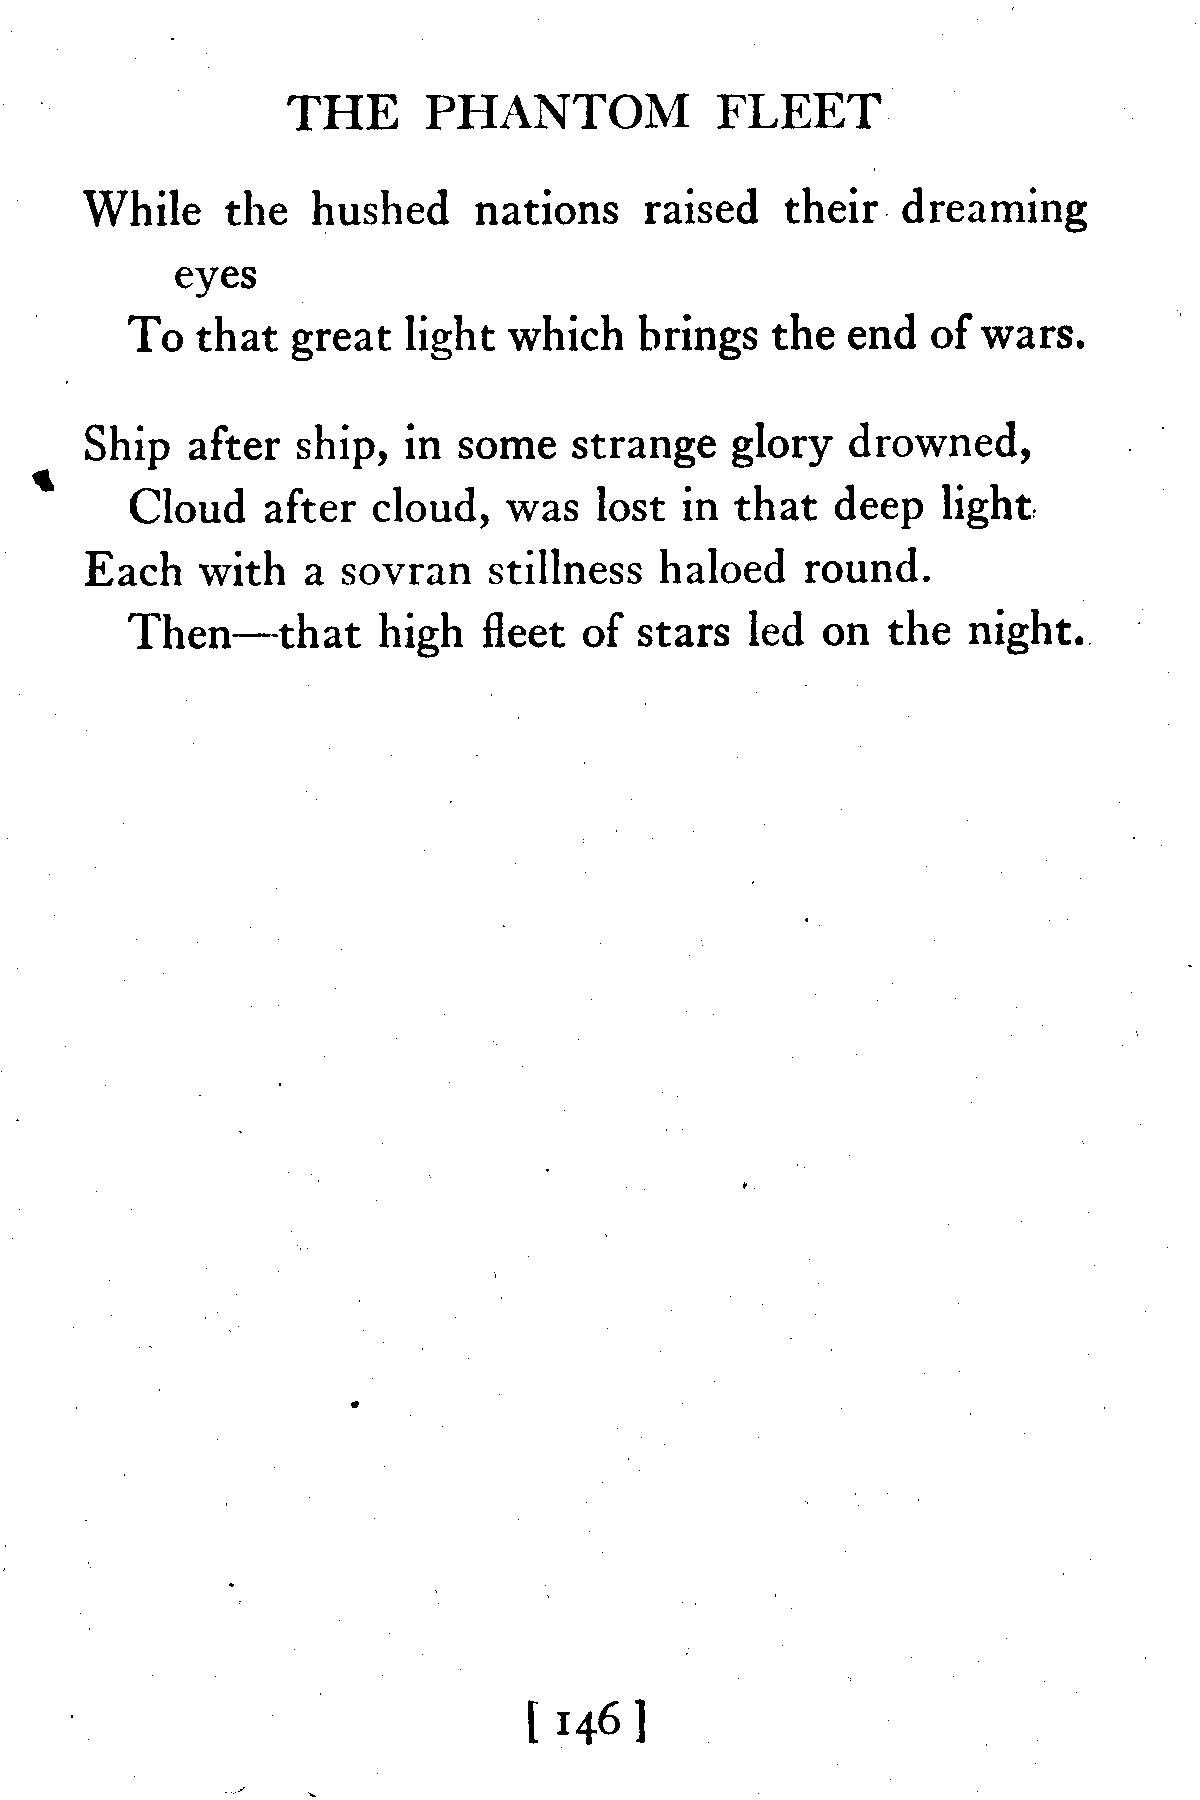 THE PHANTOM FLEET
While the hushed nations raised their dreaming
eyes
To that great light which brings the end of wars.
Ship after ship, in some strange glory drowned,
Cloud after cloud, was lost in that deep light
Each with a sovran stillness haloed round.
Then—that high fleet of stars led on the night.
[ 146 ]